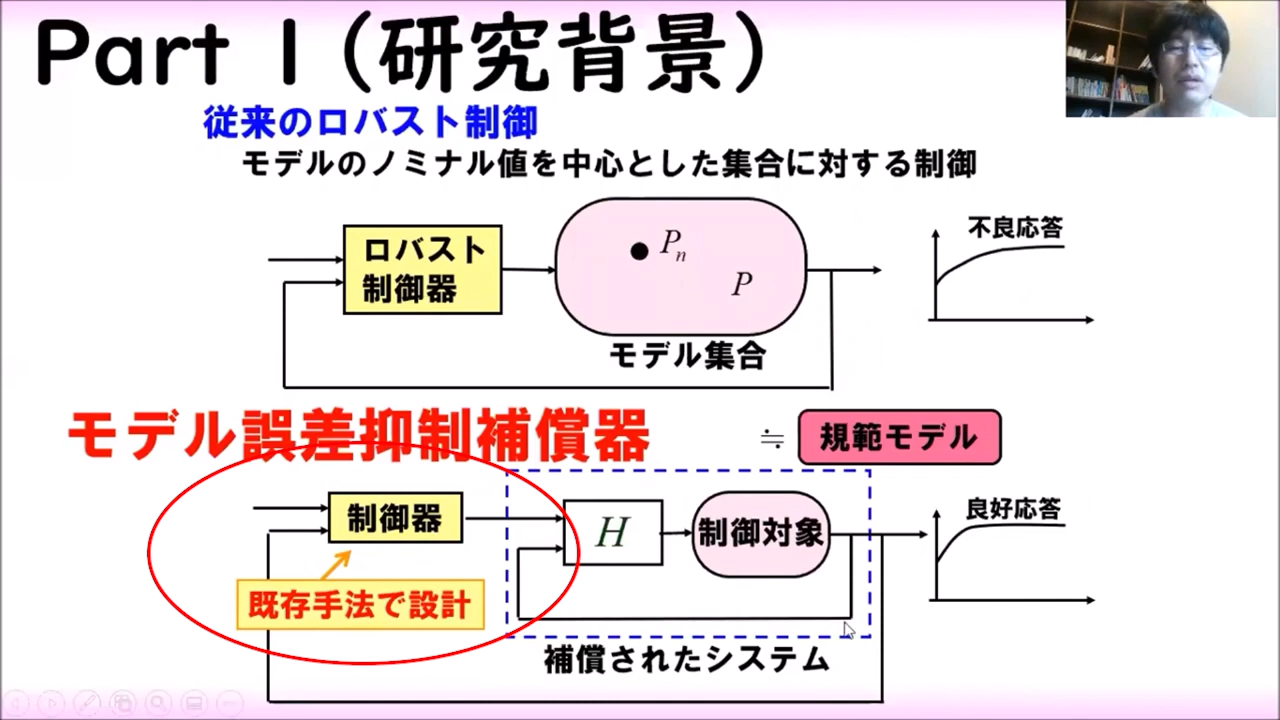 Part 1（研究背景）
従来のロバスト制御
モデルのノミナル値を中心とした集合に対する制御
ロバスト
制御器
Pn
P
モデル集合
不良応答
モデル誤差抑制補償器
≒
規範モデル
制御器
H
制御対象
良好応答
既存手法で設計
補償されたシステム